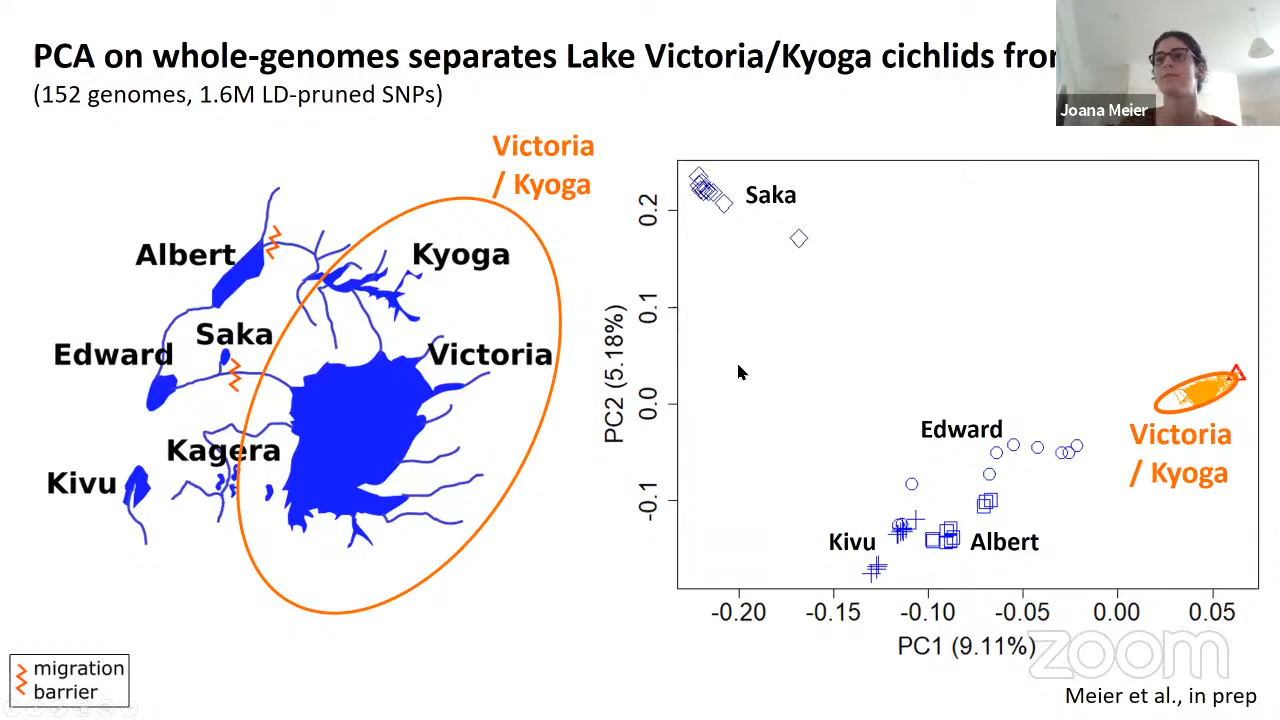 PCA on whole-genomes separates Lake Victoria/Kyoga cichlids from
(152 genomes, 1.6M LD-pruned SNPs)
Joana Meier
Victoria
/ Kyoga
Albert
Kyoga
Saka
Edward
Victoria
Kagera
Kivu
migration
barrier
Saka
Edward
Victoria
/ Kyoga
Kivu
Albert
PC2 (5.18%)
0.2
0.1
0.0
-0.1
-0.20
-0.15
-0.10
-0.05
0.00
0.05
PC1 (9.11%)
zoom
Meier et al., in prep